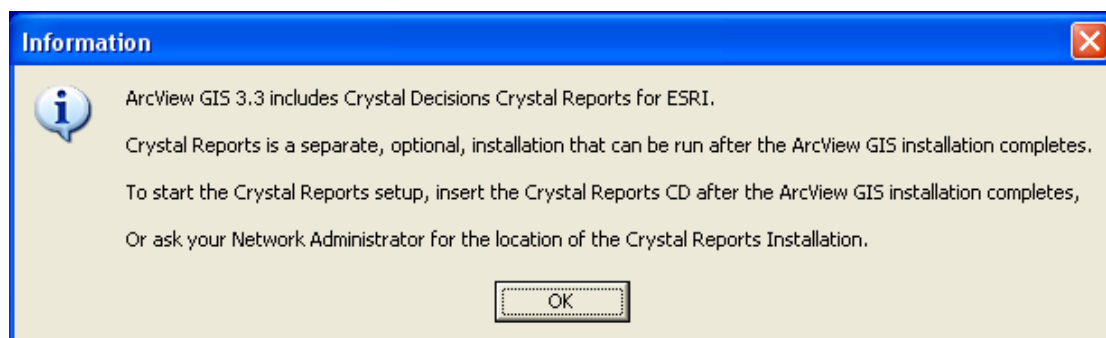 Information
ArcView GIS 3.3 includes Crystal Decisions Crystal Reports for ESRI.
Crystal Reports is a separate, optional, installation that can be run after the ArcView GIS installation completes.
To start the Crystal Reports setup, insert the Crystal Reports CD after the ArcView GIS installation completes,
Or ask your Network Administrator for the location of the Crystal Reports Installation.
OK